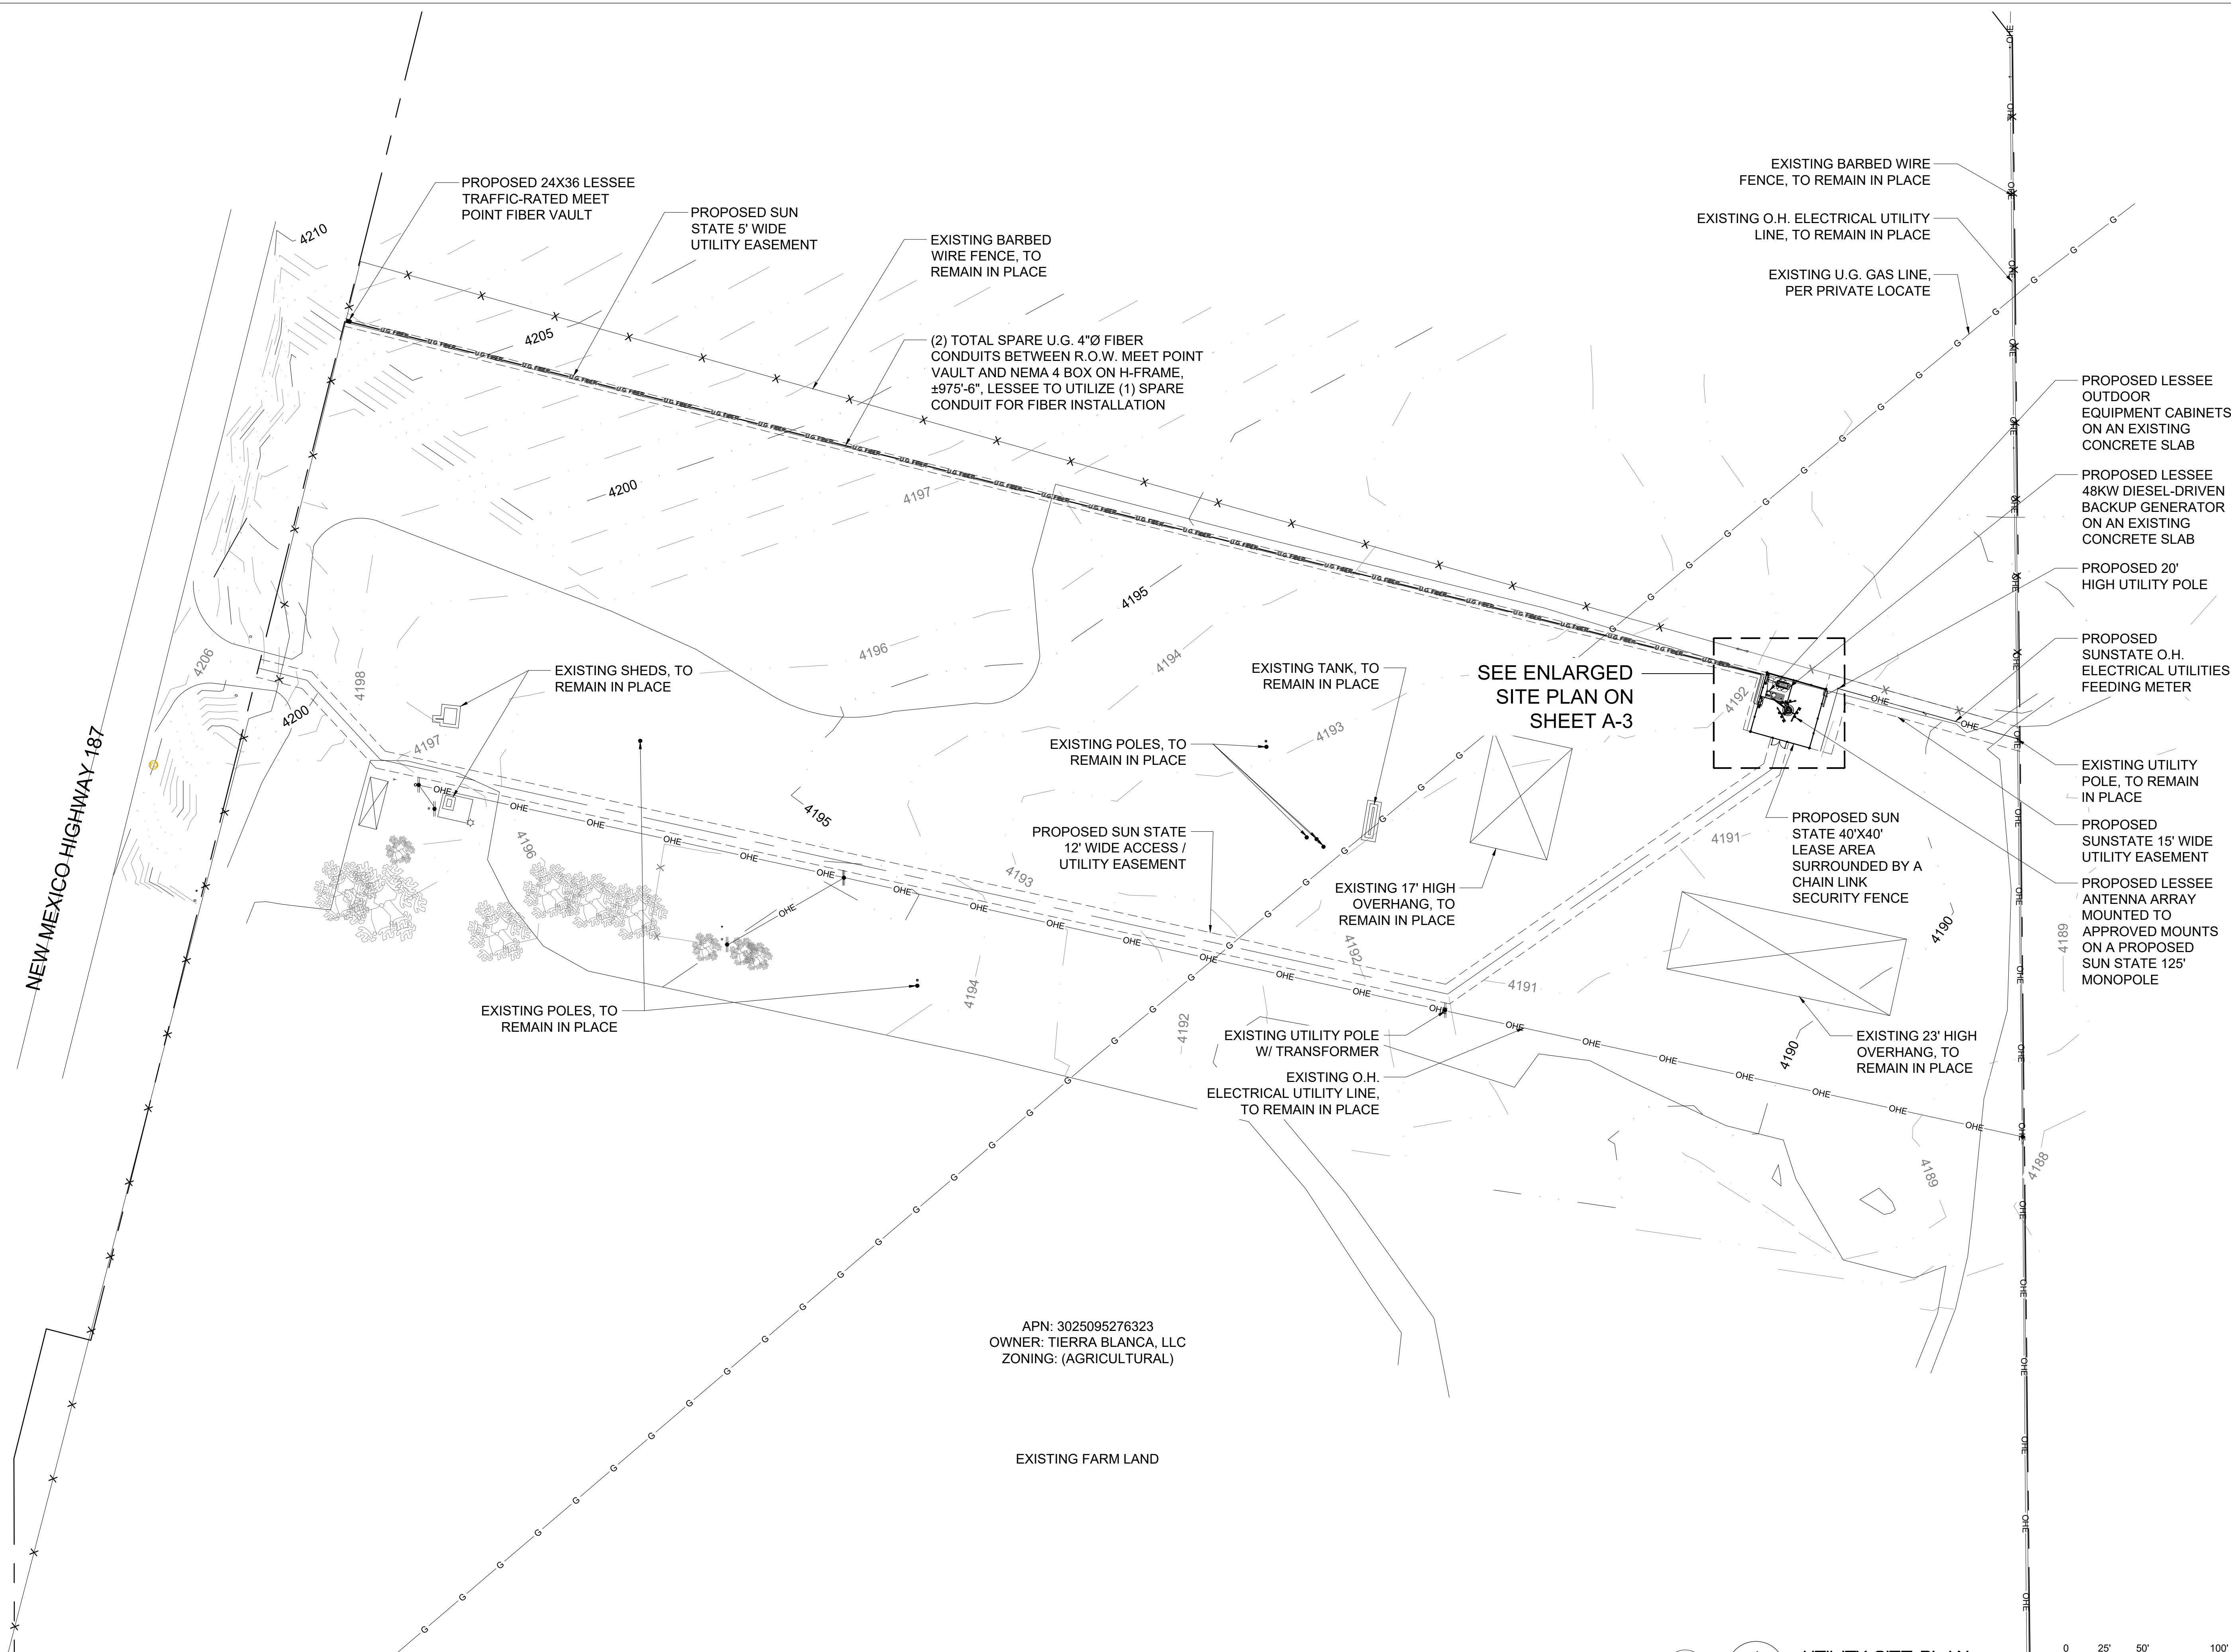 4210
PROPOSED 24X36 LESSEE
TRAFFIC-RATED MEET
POINT FIBER VAULT
PROPOSED SUN
STATE 5' WIDE
UTILITY EASEMENT
EXISTING BARBED
WIRE FENCE, TO
REMAIN IN PLACE
(2) TOTAL SPARE U.G. 4"Ø FIBER
CONDUITS BETWEEN R.O.W. MEET POINT
VAULT AND NEMA 4 BOX ON H-FRAME,
±975'-6", LESSEE TO UTILIZE (1) SPARE
CONDUIT FOR FIBER INSTALLATION
EXISTING BARBED WIRE
FENCE, TO REMAIN IN PLACE
EXISTING O.H. ELECTRICAL UTILITY
LINE, TO REMAIN IN PLACE
EXISTING U.G. GAS LINE,
PER PRIVATE LOCATE
PROPOSED LESSEE
OUTDOOR
EQUIPMENT CABINETS
ON AN EXISTING
CONCRETE SLAB
PROPOSED LESSEE
48KW DIESEL-DRIVEN
BACKUP GENERATOR
ON AN EXISTING
CONCRETE SLAB
PROPOSED 20'
HIGH UTILITY POLE
PROPOSED
SUNSTATE O.H.
ELECTRICAL UTILITIES
FEEDING METER
EXISTING UTILITY
POLE, TO REMAIN
IN PLACE
PROPOSED
SUNSTATE 15' WIDE
UTILITY EASEMENT
PROPOSED LESSEE
ANTENNA ARRAY
MOUNTED TO
APPROVED MOUNTS
ON A PROPOSED
SUN STATE 125'
MONOPOLE
U.G. FIBER
4205
4200
4197
4195
4196
4194
4206
4198
4200
4197
EXISTING SHEDS, TO
REMAIN IN PLACE
EXISTING TANK, TO
REMAIN IN PLACE
SEE ENLARGED
SITE PLAN ON
SHEET A-3
4192
4193
EXISTING POLES, TO
REMAIN IN PLACE
NEW MEXICO HIGHWAY 187
OHE
4196
4195
PROPOSED SUN STATE
12' WIDE ACCESS /
UTILITY EASEMENT
4193
EXISTING 17' HIGH
OVERHANG, TO
REMAIN IN PLACE
PROPOSED SUN
STATE 40'X40'
LEASE AREA
SURROUNDED BY A
CHAIN LINK
SECURITY FENCE
4191
4190
4189
4192
4191
4194
4192
EXISTING POLES, TO
REMAIN IN PLACE
EXISTING UTILITY POLE
W/ TRANSFORMER
EXISTING O.H.
ELECTRICAL UTILITY LINE,
TO REMAIN IN PLACE
4190
EXISTING 23' HIGH
OVERHANG, TO
REMAIN IN PLACE
4189
4188
G
X
APN: 3025095276323
OWNER: TIERRA BLANCA, LLC
ZONING: (AGRICULTURAL)
EXISTING FARM LAND
0 25' 50' 100'